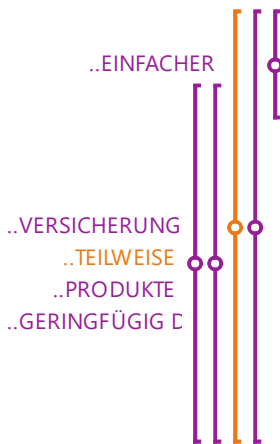 ..EINFACHER
..VERSICHERUNG
..TEILWEISE
..PRODUKTE
..GERINGFÜGIG D